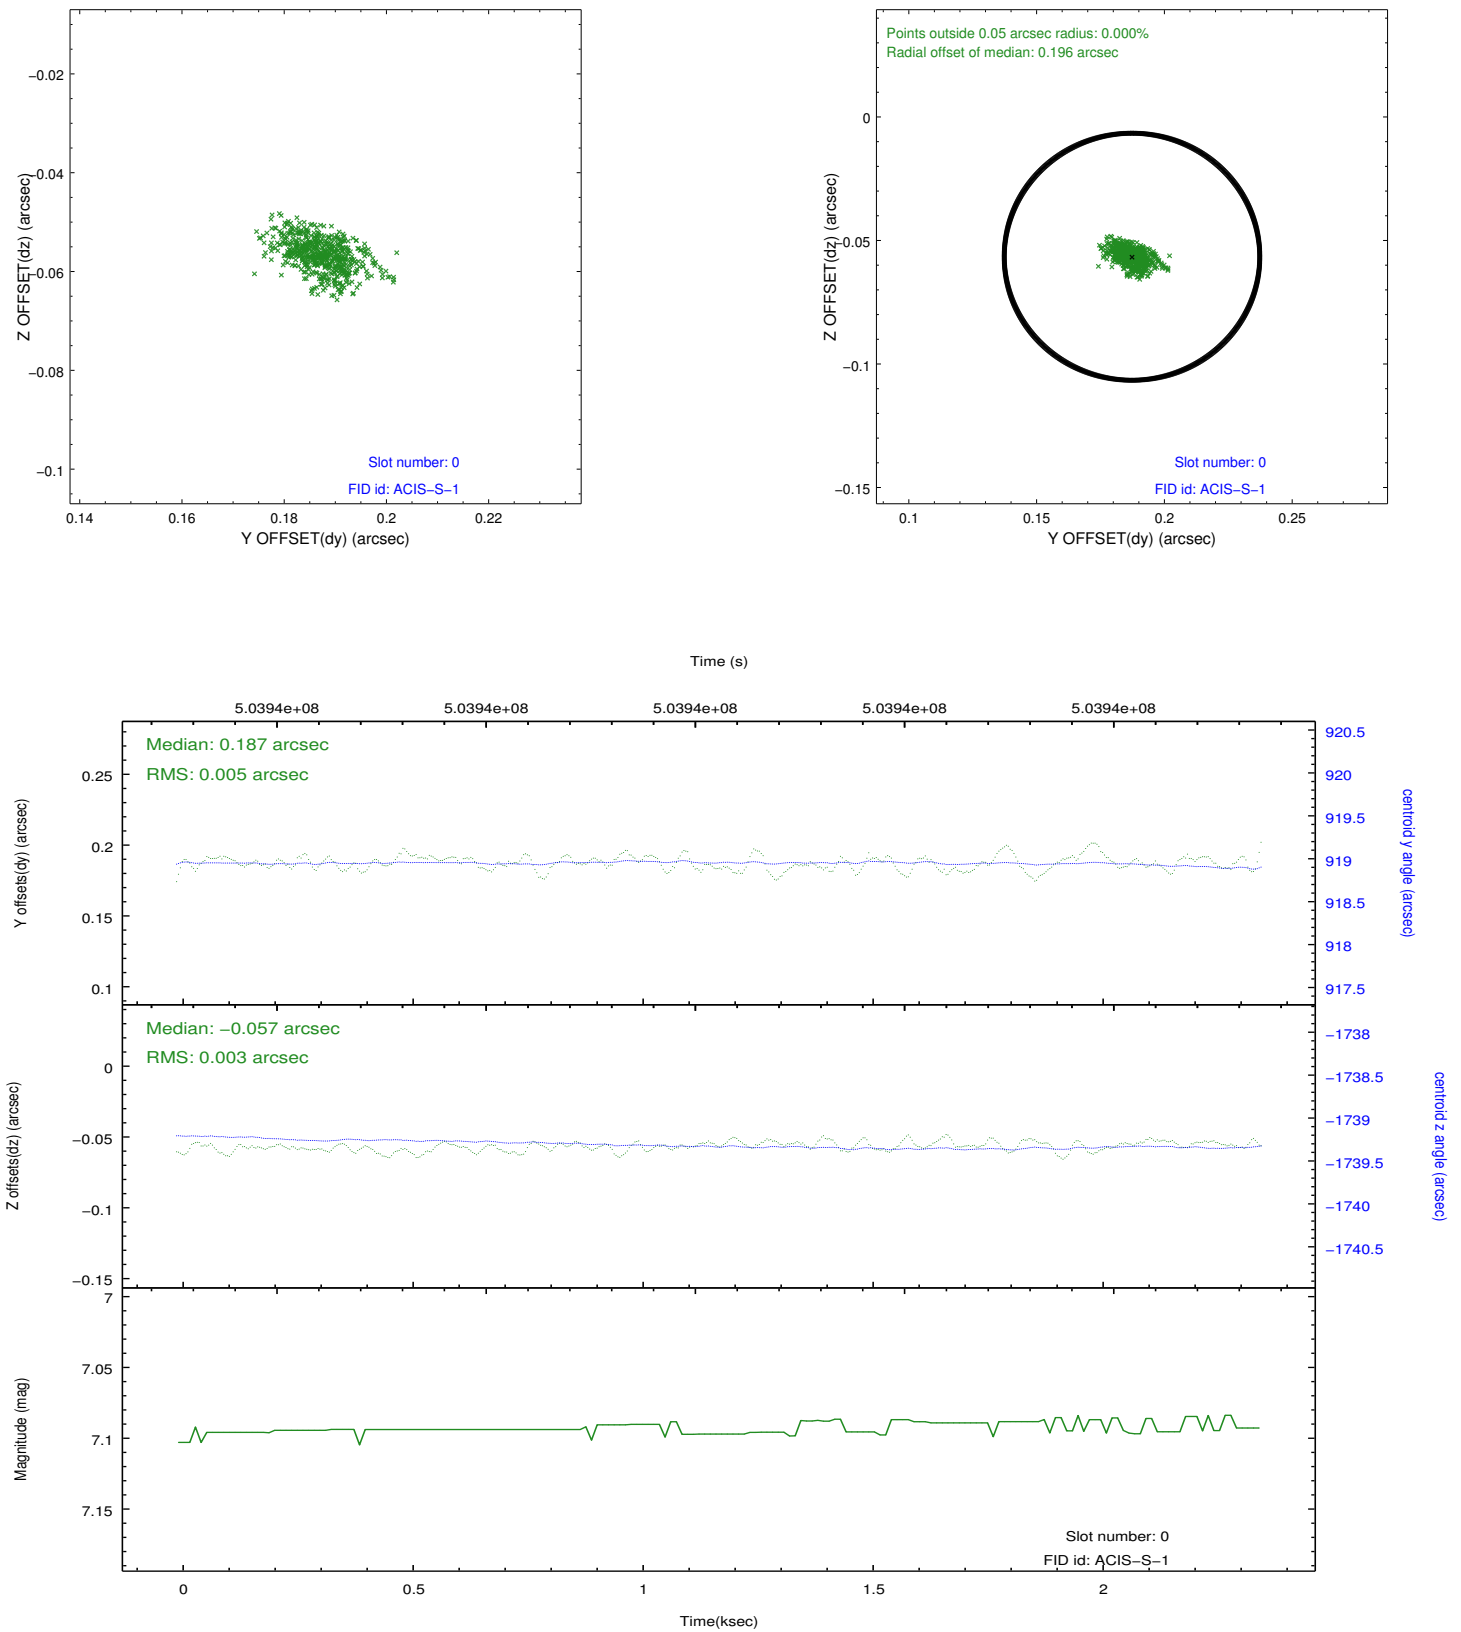 −0.02
−0.04
−0.06
−0.08
−0.1
Z OFFSET(dz) (arcsec)
Slot number: 0
FID id: ACIS−S−1
0.14 0.16 0.18 0.2 0.22
Y OFFSET(dy) (arcsec)
Points outside 0.05 arcsec radius: 0.000%
Radial offset of median: 0.196 arcsec
0
−0.05
−0.1
−0.15
Z OFFSET(dz) (arcsec)
Slot number: 0
FID id: ACIS−S−1
0.1 0.15 0.2 0.25
Y OFFSET(dy) (arcsec)
Time (s)
5.0394e+08 5.0394e+08 5.0394e+08 5.0394e+08 5.0394e+08
Median: 0.187 arcsec
RMS: 0.005 arcsec
0.25
0.2
0.15
0.1
Y offsets(dy) (arcsec)
920.5
920
919.5
919
918.5
918
917.5
centroid y angle (arcsec)
Median: −0.057 arcsec
RMS: 0.003 arcsec
0
−0.05
−0.1
−0.15
Z offsets(dz) (arcsec)
−1738
−1738.5
−1739
−1739.5
−1740
−1740.5
centroid z angle (arcsec)
7
7.05
7.1
7.15
Magnitude (mag)
Slot number: 0
FID id: ACIS−S−1
0 0.5 1 1.5 2
Time(ksec)